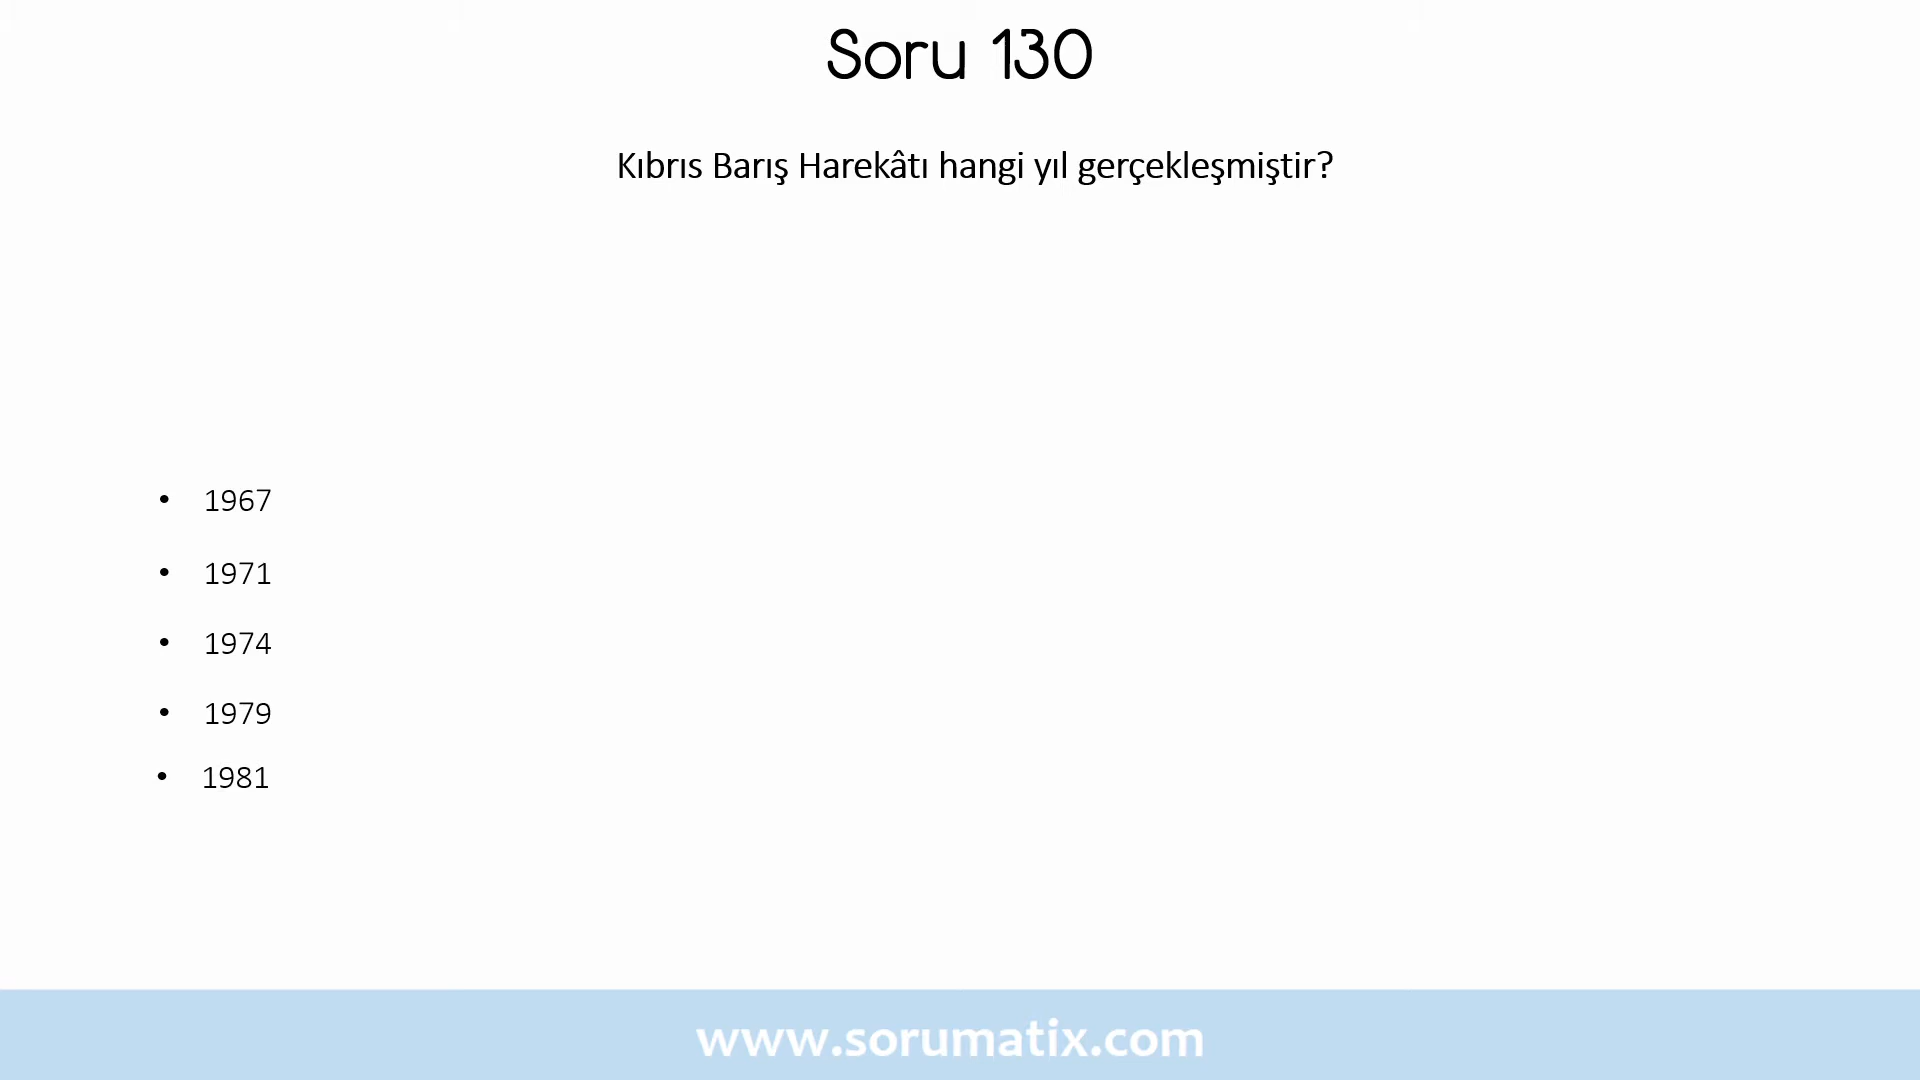 Soru 130
Kıbrıs Barış Harekâtı hangi yıl gerçekleşmiştir?
• 1967
• 1971
• 1974
• 1979
• 1981
www.sorumatix.com